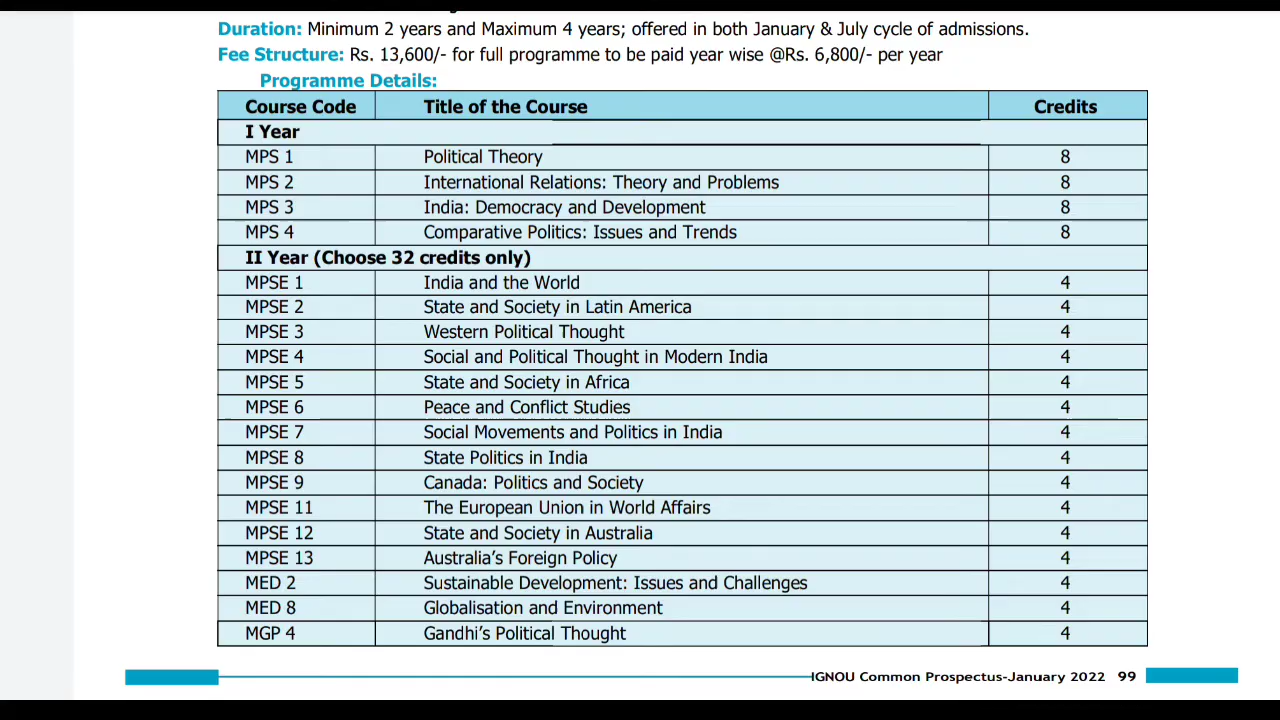 Duration: Minimum 2 years and Maximum 4 years; offered in both January & July cycle of admissions.
Fee Structure: Rs. 13,600/- for full programme to be paid year wise @Rs. 6,800/- per year
Programme Details:
Course Code Title of the Course Credits
I Year
MPS 1 Political Theory 8
MPS 2 International Relations: Theory and Problems 8
MPS 3 India: Democracy and Development 8
MPS 4 Comparative Politics: Issues and Trends 8
II Year (Choose 32 credits only)
MPSE 1 India and the World 4
MPSE 2 State and Society in Latin America 4
MPSE 3 Western Political Thought 4
MPSE 4 Social and Political Thought in Modern India 4
MPSE 5 State and Society in Africa 4
MPSE 6 Peace and Conflict Studies 4
MPSE 7 Social Movements and Politics in India 4
MPSE 8 State Politics in India 4
MPSE 9 Canada: Politics and Society 4
MPSE 11 The European Union in World Affairs 4
MPSE 12 State and Society in Australia 4
MPSE 13 Australia’s Foreign Policy 4
MED 2 Sustainable Development: Issues and Challenges 4
MED 8 Globalisation and Environment 4
MGP 4 Gandhi’s Political Thought 4
IGNOU Common Prospectus-January 2022 99